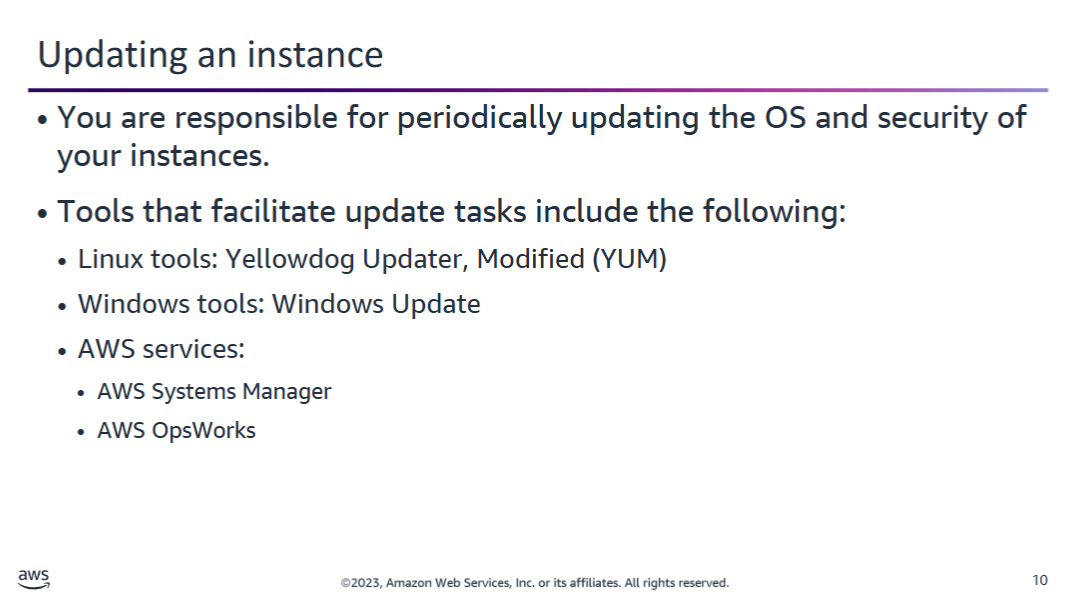 Updating an instance
• You are responsible for periodically updating the OS and security of
your instances.
• Tools that facilitate update tasks include the following:
• Linux tools: Yellowdog Updater, Modified (YUM)
• Windows tools: Windows Update
• AWS services:
• AWS Systems Manager
• AWS OpsWorks
aws
©2023, Amazon Web Services, Inc. or its affiliates. All rights reserved.
10